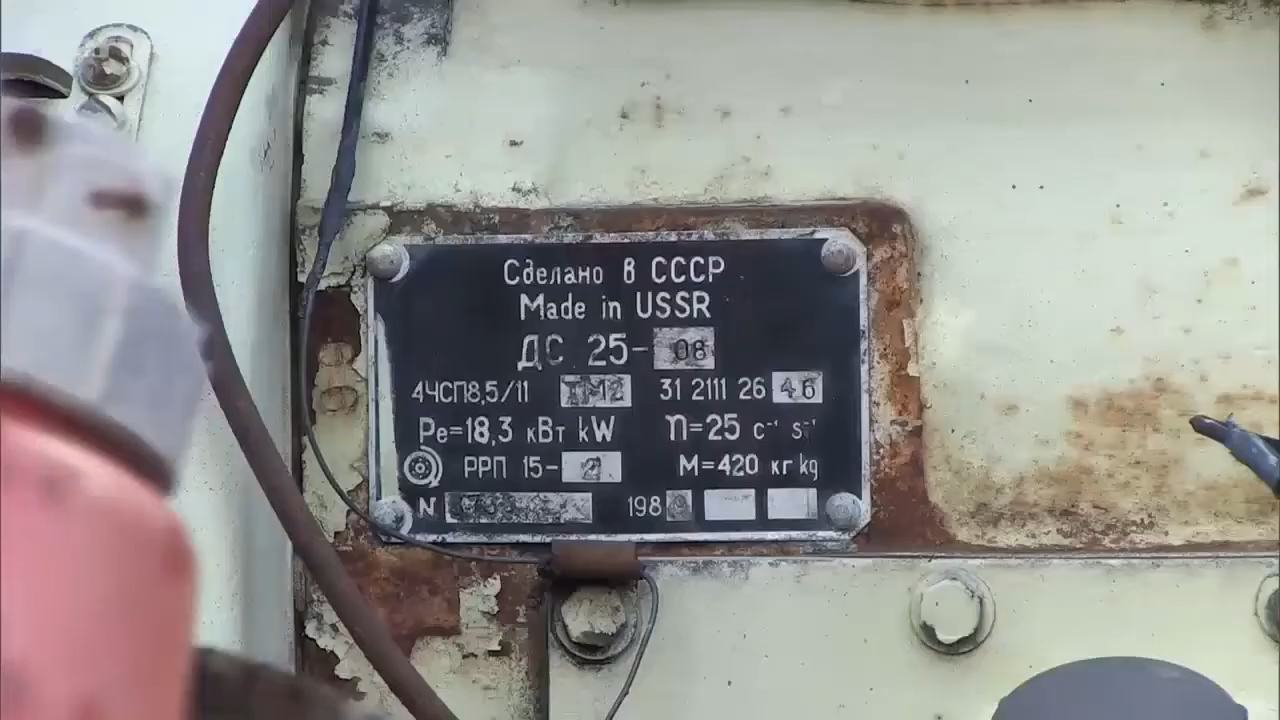 Сделано в СССР
Made in USSR
ДС 25-08
4ЧСП8,5/11 31 2111 26 46
Pe=18,3 кВт kW n=25 с⁻¹ s⁻¹
РРП 15-2 M=420 кг kg
N 198